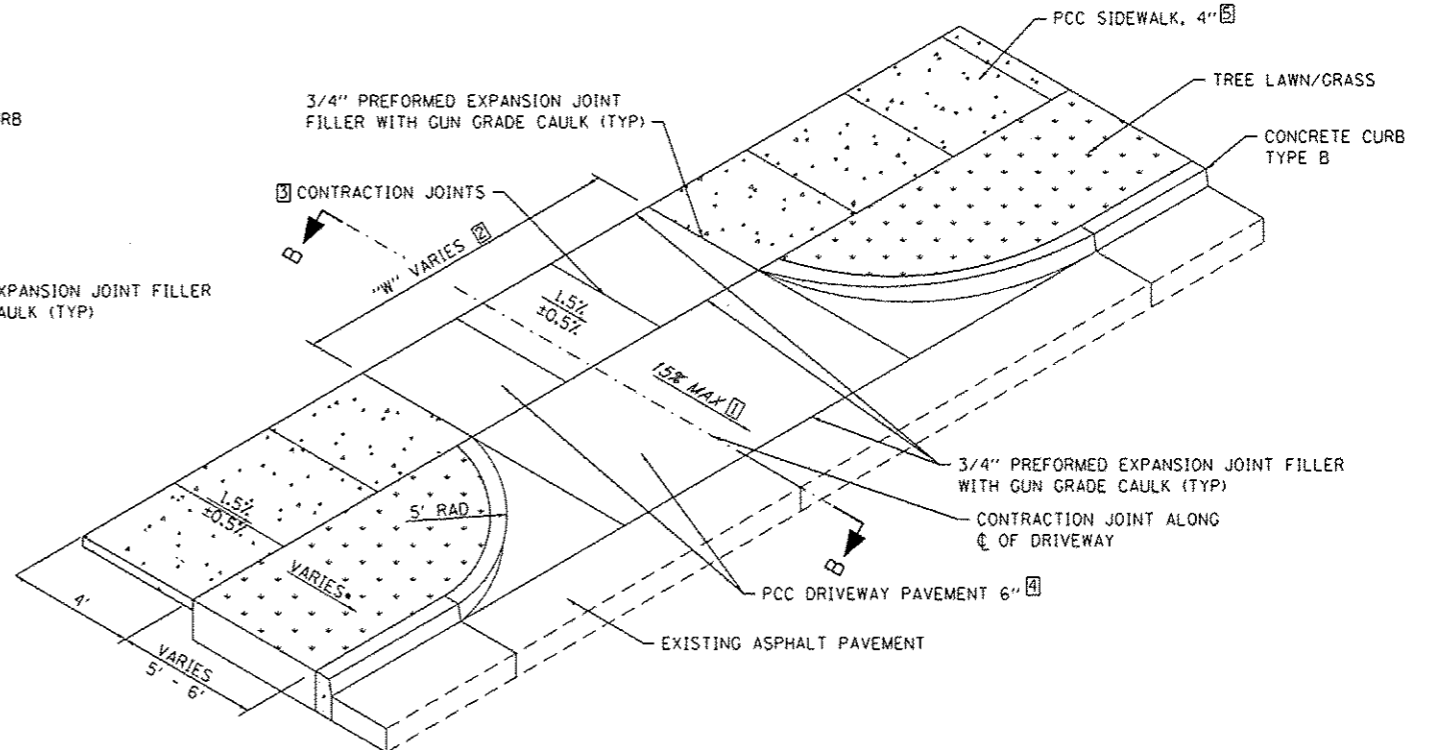 PCC SIDEWALK, 4" 5
TREE LAWN/GRASS
3/4" PREFORMED EXPANSION JOINT
FILLER WITH GUN GRADE CAULK (TYP)
RB
CONCRETE CURB
TYPE B
3 CONTRACTION JOINTS
B
"W" VARIES 2
XPANSION JOINT FILLER
AULK (TYP)
1.5%
±0.5%
15% MAX 1
3/4" PREFORMED EXPANSION JOINT FILLER
WITH GUN GRADE CAULK (TYP)
1.5%
±0.5%
5' RAD
CONTRACTION JOINT ALONG
℄ OF DRIVEWAY
B
VARIES
PCC DRIVEWAY PAVEMENT 6" 4
4'
EXISTING ASPHALT PAVEMENT
VARIES
5' - 6'